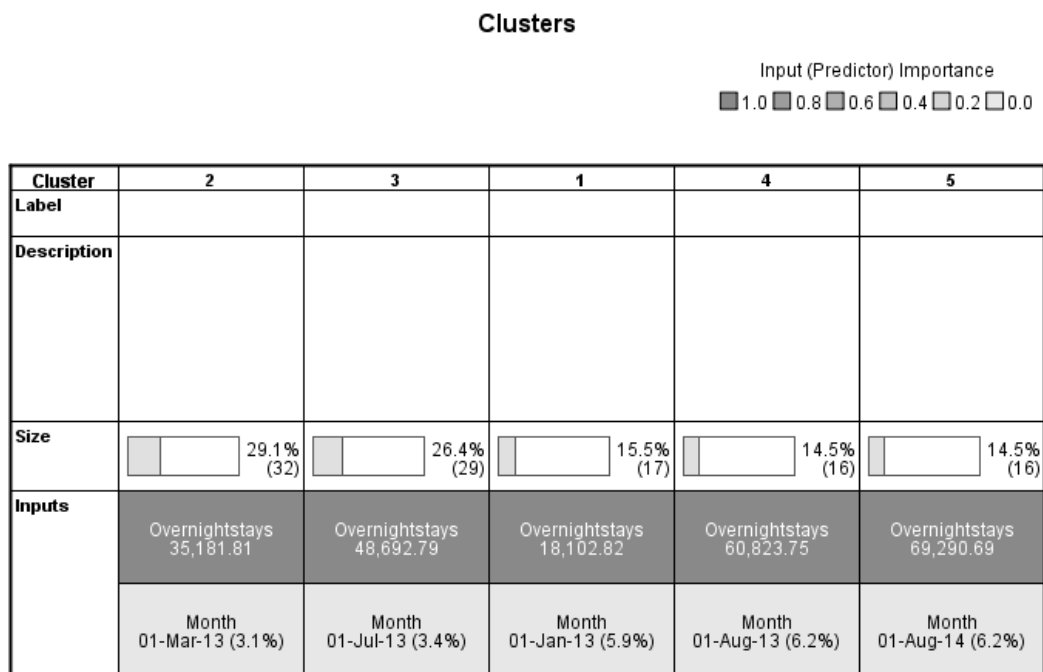 Clusters
Input (Predictor) Importance
1.0 0.8 0.6 0.4 0.2 0.0
Cluster 2 3 1 4 5
Label
Description
Size
29.1% 26.4% 15.5% 14.5% 14.5%
(32) (29) (17) (16) (16)
Inputs
Overnightstays Overnightstays Overnightstays Overnightstays Overnightstays
35,181.81 48,692.79 18,102.82 60,823.75 69,290.69
Month Month Month Month Month
01-Mar-13 (3.1%) 01-Jul-13 (3.4%) 01-Jan-13 (5.9%) 01-Aug-13 (6.2%) 01-Aug-14 (6.2%)